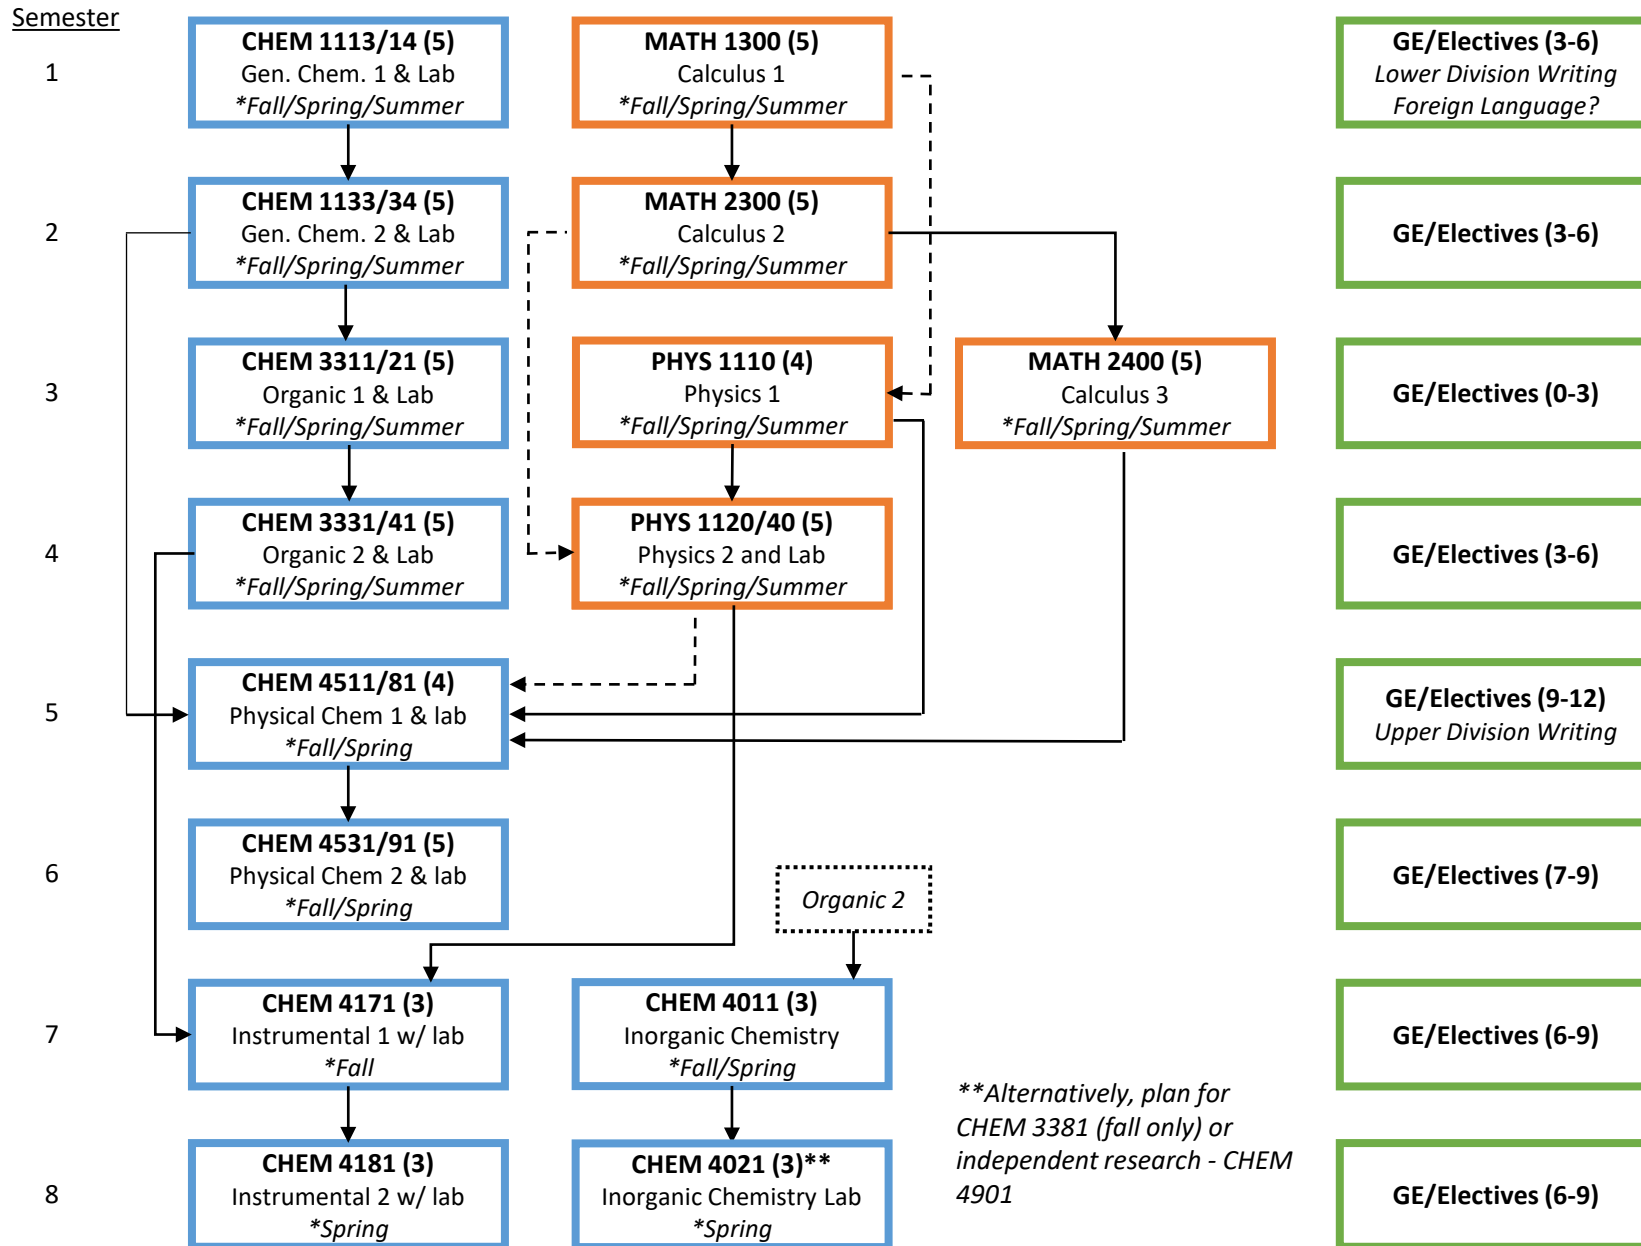 Semester
1
CHEM 1113/14 (5)
Gen. Chem. 1 & Lab
*Fall/Spring/Summer
MATH 1300 (5)
Calculus 1
*Fall/Spring/Summer
GE/Electives (3-6)
Lower Division Writing
Foreign Language?
2
CHEM 1133/34 (5)
Gen. Chem. 2 & Lab
*Fall/Spring/Summer
MATH 2300 (5)
Calculus 2
*Fall/Spring/Summer
GE/Electives (3-6)
3
CHEM 3311/21 (5)
Organic 1 & Lab
*Fall/Spring/Summer
PHYS 1110 (4)
Physics 1
*Fall/Spring/Summer
MATH 2400 (5)
Calculus 3
*Fall/Spring/Summer
GE/Electives (0-3)
4
CHEM 3331/41 (5)
Organic 2 & Lab
*Fall/Spring/Summer
PHYS 1120/40 (5)
Physics 2 and Lab
*Fall/Spring/Summer
GE/Electives (3-6)
5
CHEM 4511/81 (4)
Physical Chem 1 & lab
*Fall/Spring
GE/Electives (9-12)
Upper Division Writing
6
CHEM 4531/91 (5)
Physical Chem 2 & lab
*Fall/Spring
Organic 2
GE/Electives (7-9)
7
CHEM 4171 (3)
Instrumental 1 w/ lab
*Fall
CHEM 4011 (3)
Inorganic Chemistry
*Fall/Spring
GE/Electives (6-9)
**Alternatively, plan for
CHEM 3381 (fall only) or
independent research - CHEM
4901
8
CHEM 4181 (3)
Instrumental 2 w/ lab
*Spring
CHEM 4021 (3)**
Inorganic Chemistry Lab
*Spring
GE/Electives (6-9)